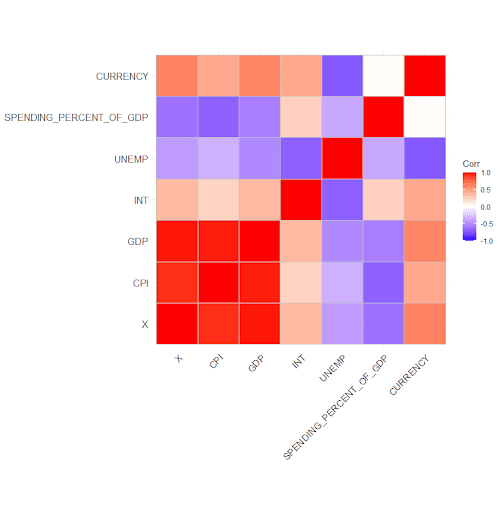 CURRENCY
SPENDING_PERCENT_OF_GDP
UNEMP
INT
GDP
CPI
X
X
CPI
GDP
INT
UNEMP
SPENDING_PERCENT_OF_GDP
CURRENCY
Corr
1.0
0.5
0.0
-0.5
-1.0